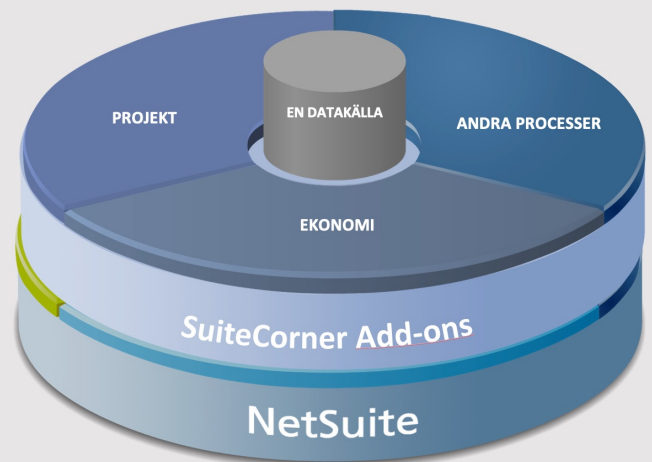 PROJEKT
EN DATAKÄLLA
ANDRA PROCESSER
EKONOMI
SuiteCorner Add-ons
NetSuite